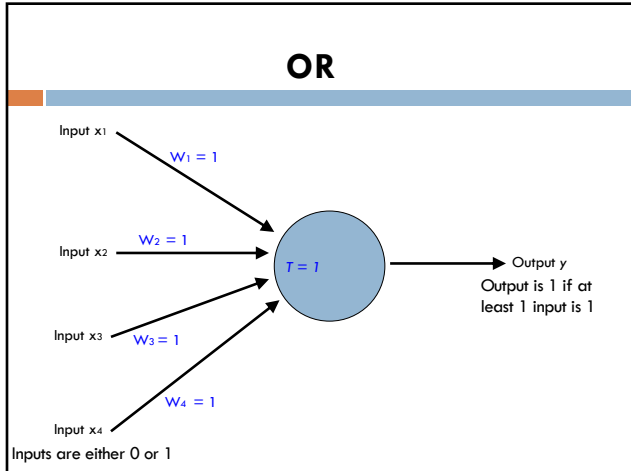 OR
Input x1
W1 = 1
Input x2
W2 = 1
T = 1
Output y
Output is 1 if at
least 1 input is 1
Input x3
W3 = 1
W4 = 1
Input x4
Inputs are either 0 or 1